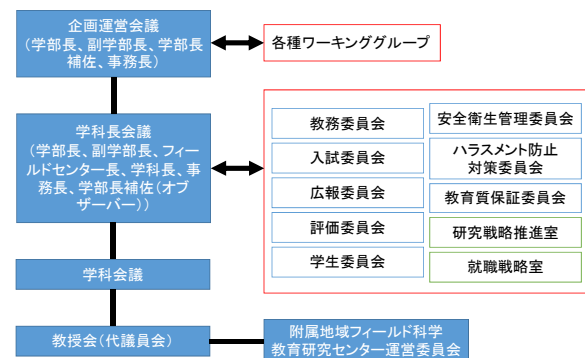 企画運営会議
(学部長、副学部長、学部長
補佐、事務長)
各種ワーキンググループ
学科長会議
(学部長、副学部長、フィー
ルドセンター長、学科長、事
務長、学部長補佐(オブ
ザーバー))
教務委員会
入試委員会
広報委員会
評価委員会
学生委員会
安全衛生管理委員会
ハラスメント防止
対策委員会
教育質保証委員会
研究戦略推進室
就職戦略室
学科会議
教授会(代議員会)
附属地域フィールド科学
教育研究センター運営委員会